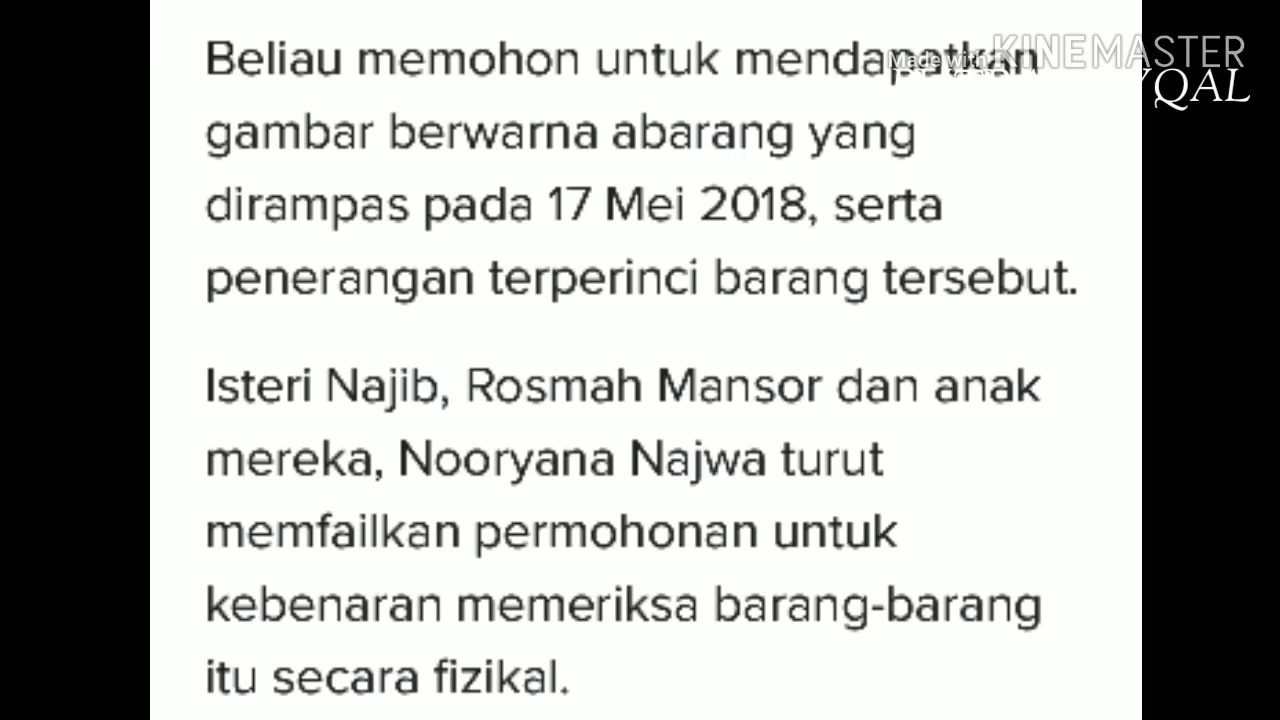 Beliau memohon untuk mendapatkan
gambar berwarna abarang yang
dirampas pada 17 Mei 2018, serta
penerangan terperinci barang tersebut.
Isteri Najib, Rosmah Mansor dan anak
mereka, Nooryana Najwa turut
memfailkan permohonan untuk
kebenaran memeriksa barang-barang
itu secara fizikal.
Made with KINEMASTER